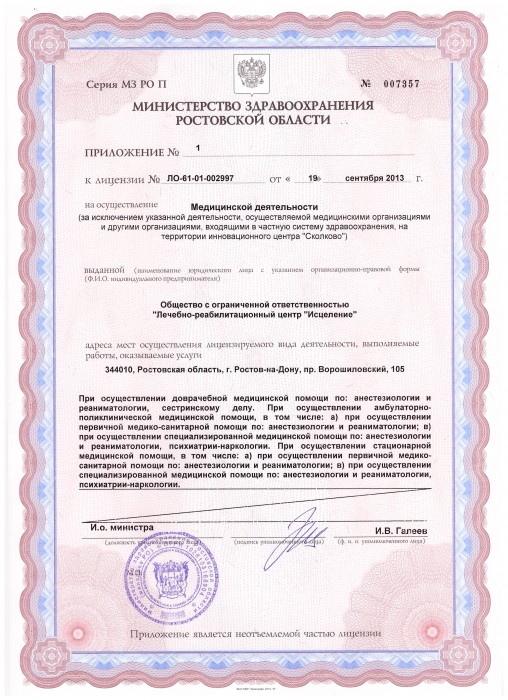 Серия МЗ РО П № 007357
МИНИСТЕРСТВО ЗДРАВООХРАНЕНИЯ
РОСТОВСКОЙ ОБЛАСТИ
ПРИЛОЖЕНИЕ № 1
к лицензии № ЛО-61-01-002997 от « 19» сентября 2013 г.
на осуществление Медицинской деятельности
(за исключением указанной деятельности, осуществляемой медицинскими организациями
и другими организациями, входящими в частную систему здравоохранения, на
территории инновационного центра "Сколково")
выданной (наименование юридического лица с указанием организационно-правовой формы
(Ф.И.О. индивидуального предпринимателя)
Общество с ограниченной ответственностью
"Лечебно-реабилитационный центр "Исцеление"
адреса мест осуществления лицензируемого вида деятельности, выполняемые
работы, оказываемые услуги
344010, Ростовская область, г. Ростов-на-Дону, пр. Ворошиловский, 105
При осуществлении доврачебной медицинской помощи по: анестезиологии и
реаниматологии, сестринскому делу. При осуществлении амбулаторно-
поликлинической медицинской помощи, в том числе: а) при осуществлении
первичной медико-санитарной помощи по: анестезиологии и реаниматологии; в)
при осуществлении специализированной медицинской помощи по: анестезиологии
и реаниматологии, психиатрии-наркологии. При осуществлении стационарной
медицинской помощи, в том числе: а) при осуществлении первичной медико-
санитарной помощи по: анестезиологии и реаниматологии; в) при осуществлении
специализированной медицинской помощи по: анестезиологии и реаниматологии,
психиатрии-наркологии.
И.о. министра И.В. Галеев
(должность уполномоченного лица) (подпись уполномоченного лица) (ф. и. о. уполномоченного лица)
Приложение является неотъемлемой частью лицензии